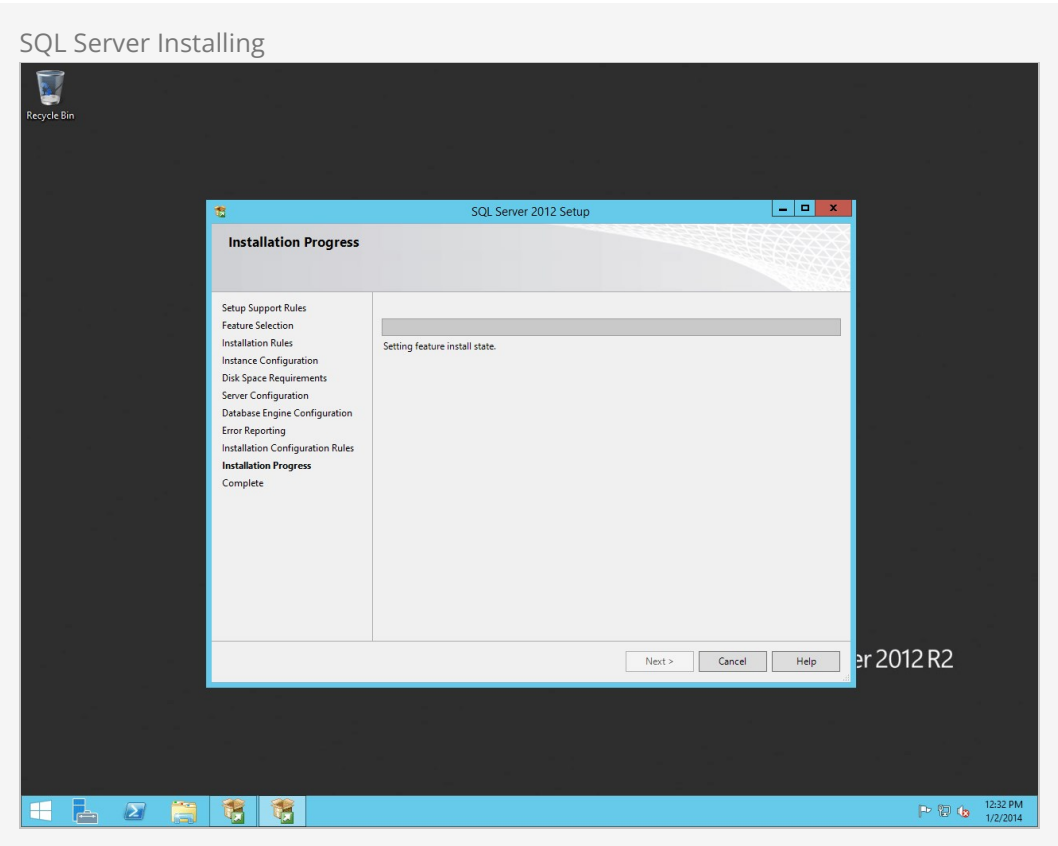 SQL Server Installing
Recycle Bin
SQL Server 2012 Setup
Installation Progress
Setup Support Rules
Feature Selection
Installation Rules
Instance Configuration
Disk Space Requirements
Server Configuration
Database Engine Configuration
Error Reporting
Installation Configuration Rules
Installation Progress
Complete
Setting feature install state.
Next >
Cancel
Help
er 2012 R2
12:32 PM
1/2/2014